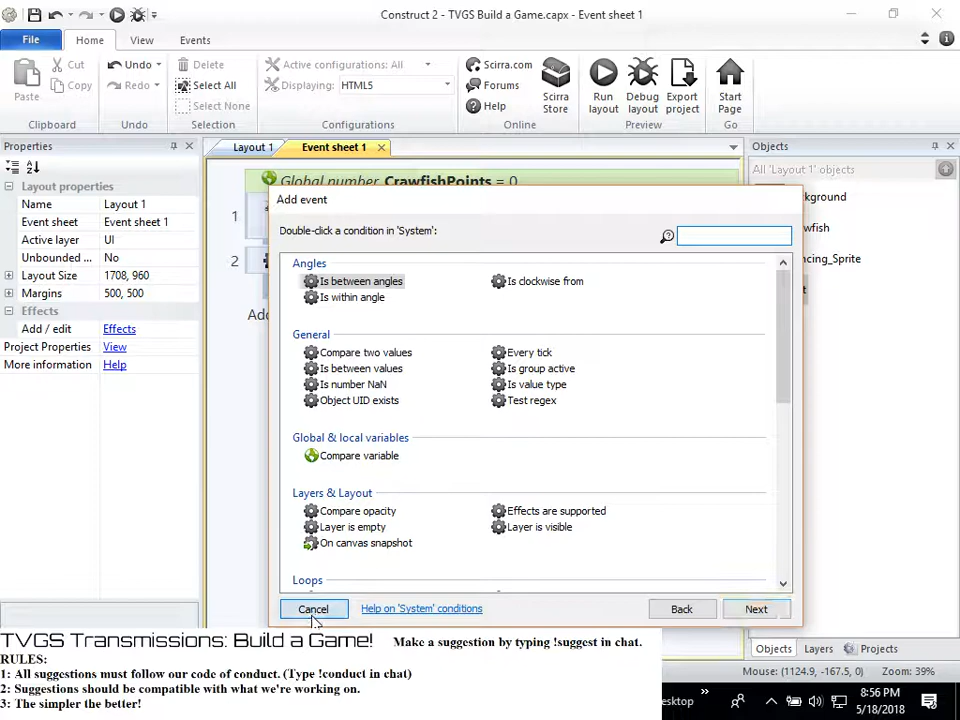 Construct 2 - TVGS Build a Game.capx - Event sheet 1
File Home View Events
Paste Cut Copy Clipboard
Undo Redo Undo
Delete Select All Select None Selection
Active configurations: All
Displaying: HTML5
Configurations
Scirra.com Forums Help Scirra Store Online
Run layout Debug layout Export project Preview
Start Page Go
Properties
Layout 1 Event sheet 1
Objects
Layout properties
Name Layout 1
Event sheet Event sheet 1
Active layer UI
Unbounded ... No
Layout Size 1708, 960
Margins 500, 500
Effects
Add / edit Effects
Project Properties View
More information Help
Global number CrawfishPoints = 0
1
2
Add
All 'Layout 1' objects
kground
wfish
ncing_Sprite
t
Add event
Double-click a condition in 'System':
Angles
Is between angles Is clockwise from
Is within angle
General
Compare two values Every tick
Is between values Is group active
Is number NaN Is value type
Object UID exists Test regex
Global & local variables
Compare variable
Layers & Layout
Compare opacity Effects are supported
Layer is empty Layer is visible
On canvas snapshot
Loops
Cancel Help on 'System' conditions Back Next
Objects Layers Projects
Mouse: (1124.9, -167.5, 0) Zoom: 39%
TVGS Transmissions: Build a Game! Make a suggestion by typing !suggest in chat.
RULES:
1: All suggestions must follow our code of conduct. (Type !conduct in chat)
2: Suggestions should be compatible with what we're working on.
3: The simpler the better!
esktop
8:56 PM
5/18/2018